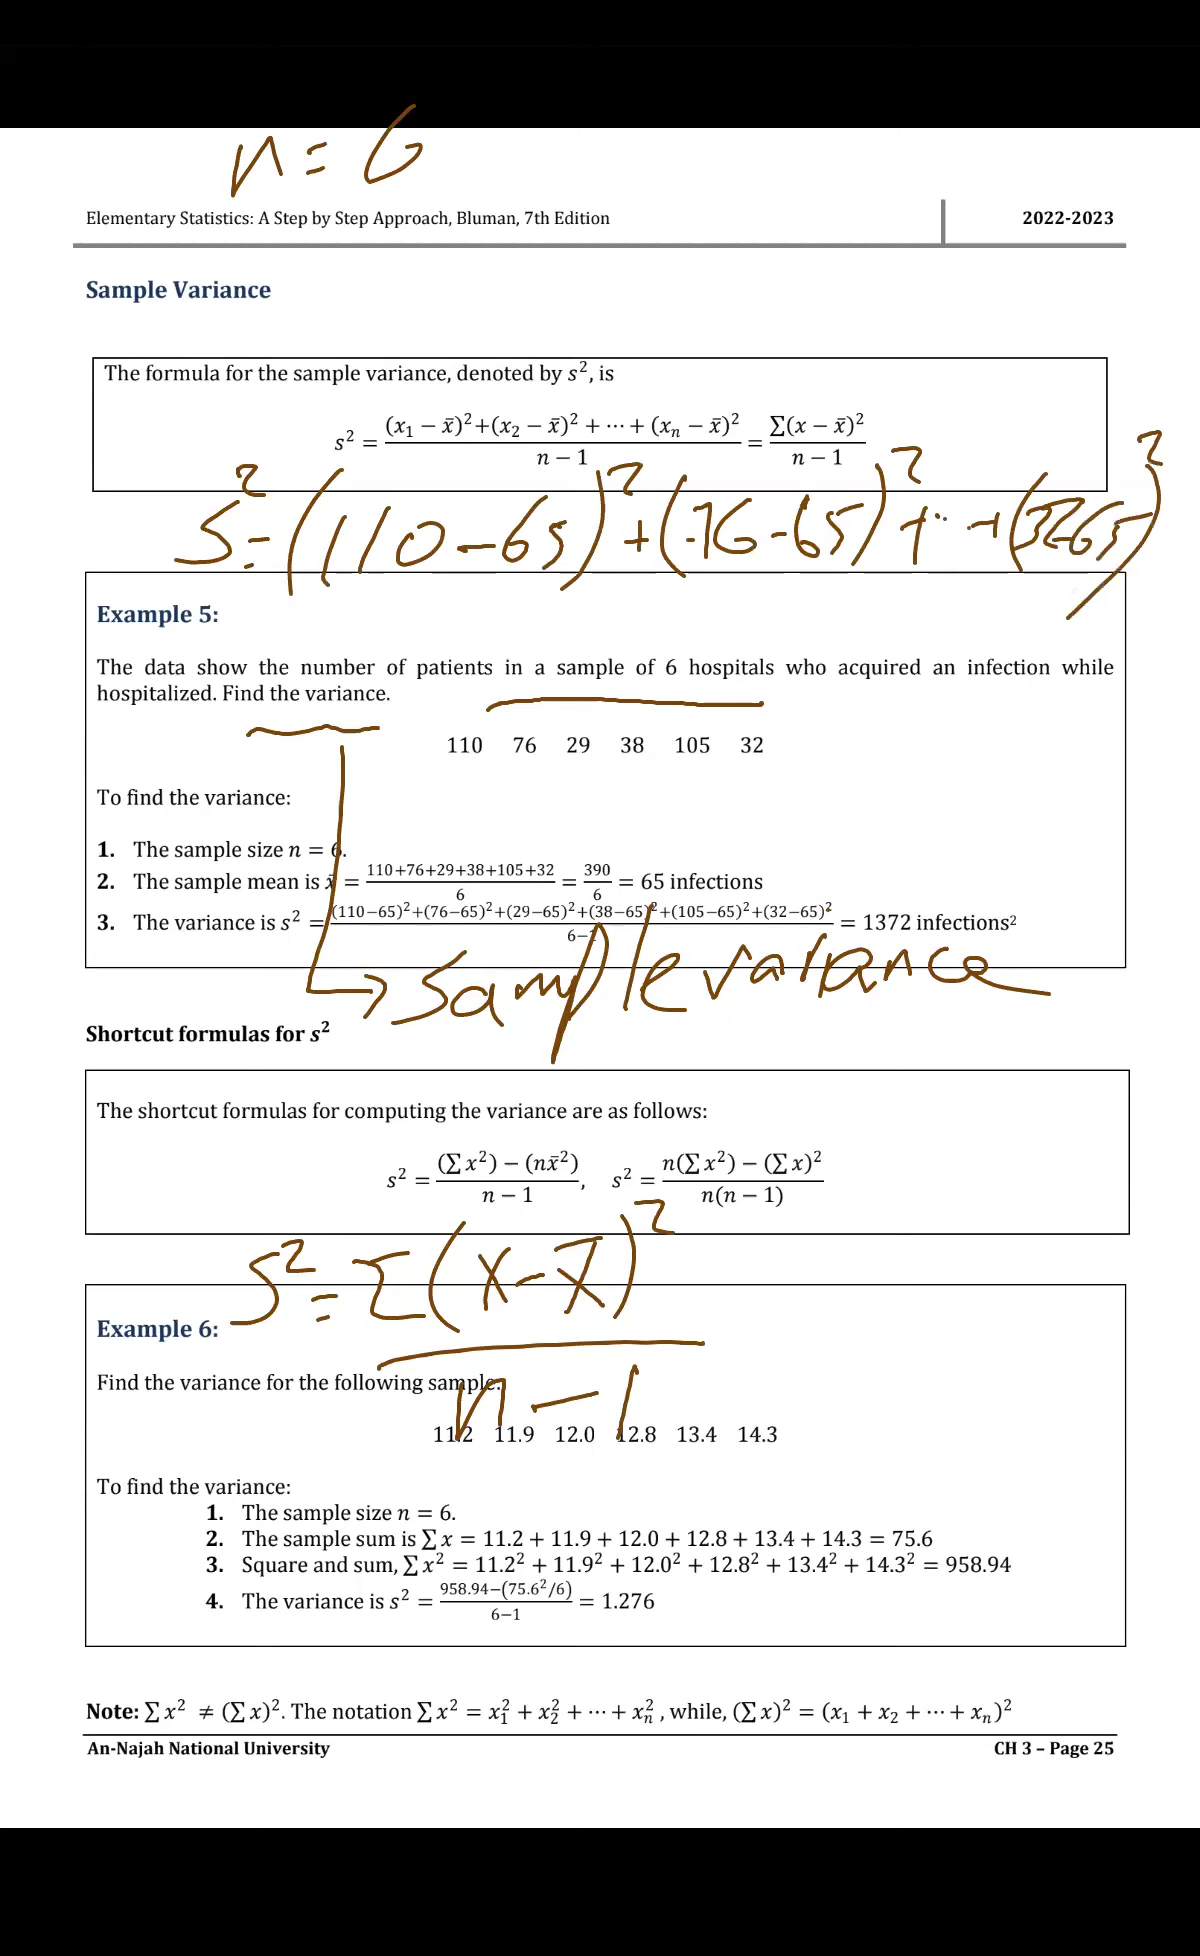 n = 6
Elementary Statistics: A Step by Step Approach, Bluman, 7th Edition 2022-2023
Sample Variance
The formula for the sample variance, denoted by s², is
s² = ((x₁ − x̄)²+(x₂ − x̄)² + ⋯ + (xₙ − x̄)²)/(n − 1) = ∑(x − x̄)²/(n − 1)
S² = (110-65)² + (76-65)² + .. + (32-65)²
Example 5:
The data show the number of patients in a sample of 6 hospitals who acquired an infection while
hospitalized. Find the variance.
110 76 29 38 105 32
To find the variance:
1. The sample size n = 6.
2. The sample mean is x̄ = (110+76+29+38+105+32)/6 = 390/6 = 65 infections
3. The variance is s² = ((110−65)²+(76−65)²+(29−65)²+(38−65)²+(105−65)²+(32−65)²)/(6−1) = 1372 infections²
→ Sample variance
Shortcut formulas for s²
The shortcut formulas for computing the variance are as follows:
s² = ((∑ x²) − (nx̄²))/(n − 1), s² = (n(∑ x²) − (∑ x)²)/(n(n − 1))
S² = Σ(x-x̄)²
n - 1
Example 6:
Find the variance for the following sample.
11.2 11.9 12.0 12.8 13.4 14.3
To find the variance:
1. The sample size n = 6.
2. The sample sum is ∑ x = 11.2 + 11.9 + 12.0 + 12.8 + 13.4 + 14.3 = 75.6
3. Square and sum, ∑ x² = 11.2² + 11.9² + 12.0² + 12.8² + 13.4² + 14.3² = 958.94
4. The variance is s² = (958.94−(75.6²/6))/(6−1) = 1.276
Note: ∑ x² ≠ (∑ x)². The notation ∑ x² = x₁² + x₂² + ⋯ + xₙ² , while, (∑ x)² = (x₁ + x₂ + ⋯ + xₙ)²
An-Najah National University CH 3 – Page 25